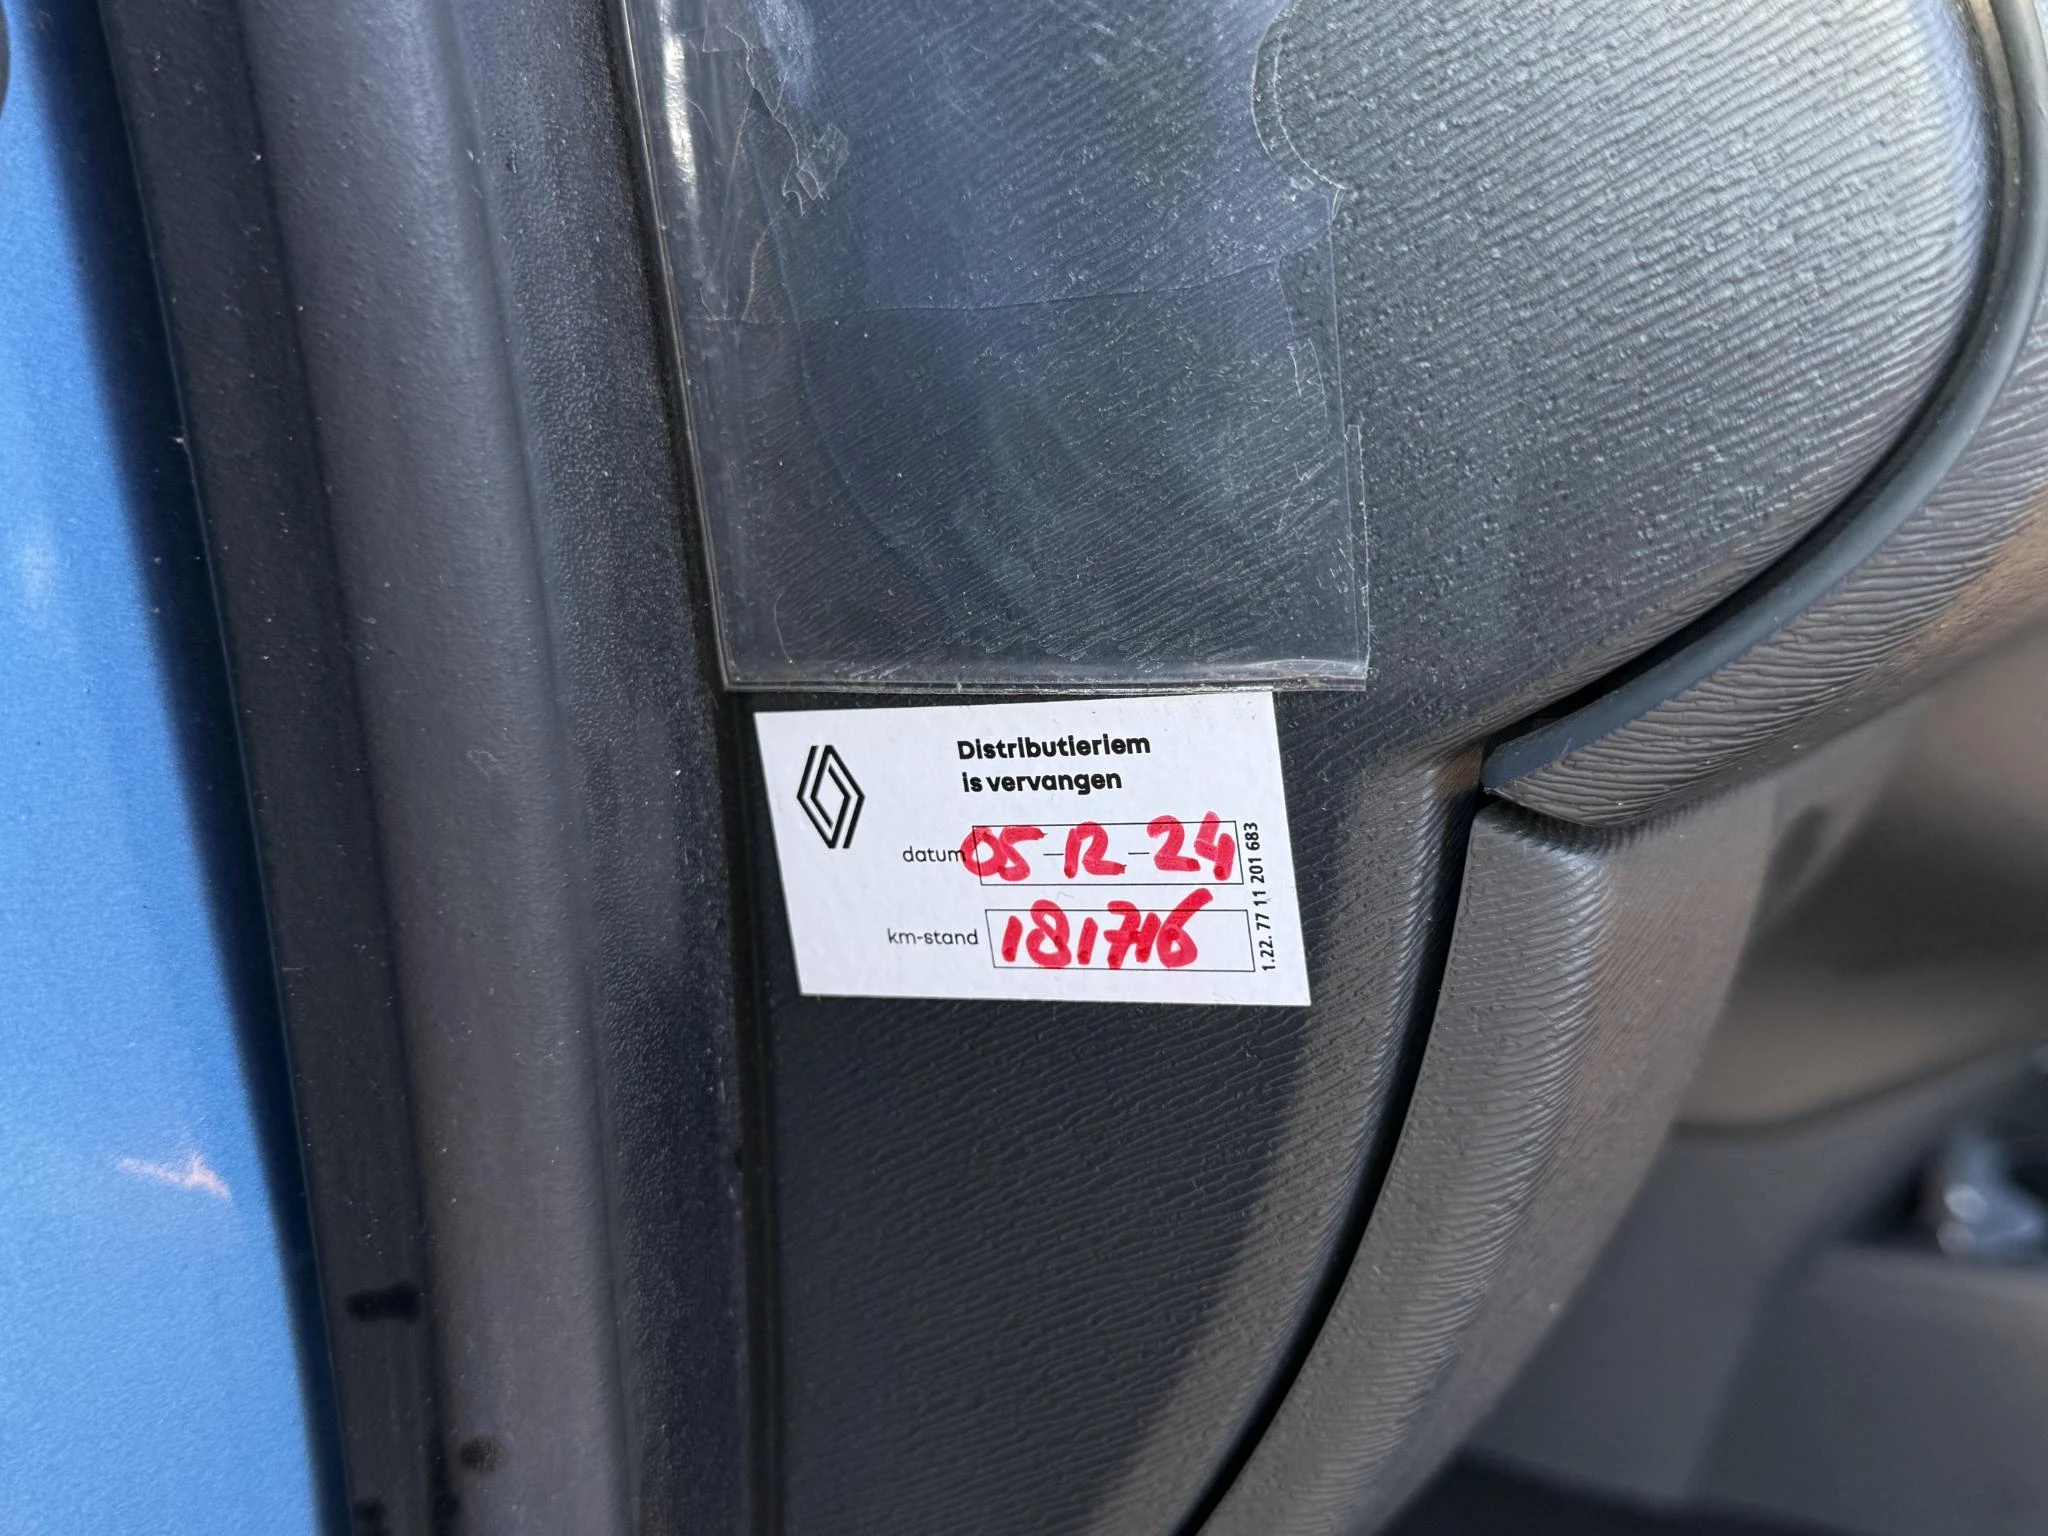 Distributieriem
is vervangen
datum 05-12-24
km-stand 181716
1.22. 77 11 201 683